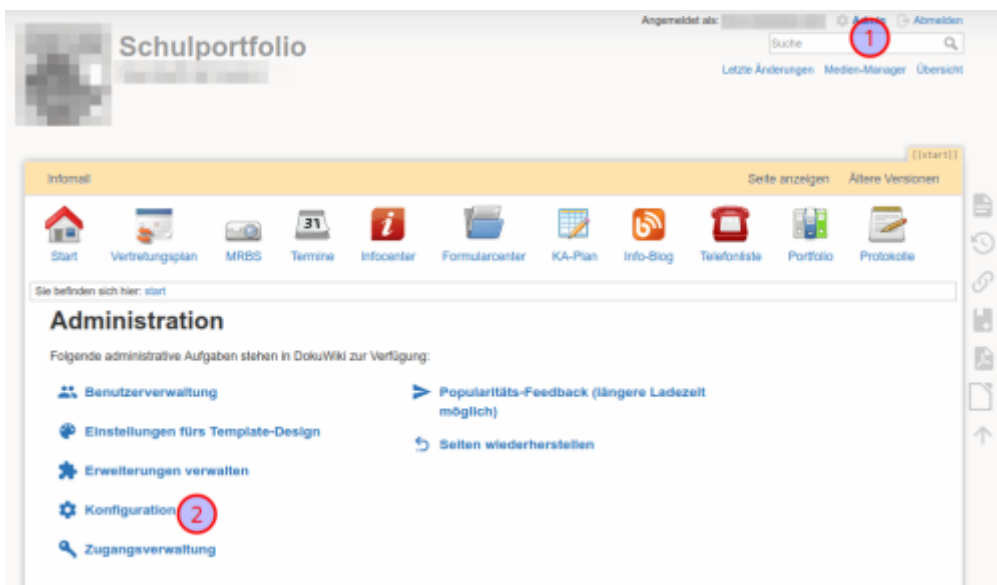 Angemeldet als: Admin Abmelden
Schulportfolio
Suche
1
Letzte Änderungen Medien-Manager Übersicht
[[start]]
Infomail Seite anzeigen Ältere Versionen
31
Start Vertretungsplan MRBS Termine Infocenter Formularcenter KA-Plan Info-Blog Telefonliste Portfolio Protokolle
Sie befinden sich hier: start
Administration
Folgende administrative Aufgaben stehen in DokuWiki zur Verfügung:
Benutzerverwaltung
Einstellungen fürs Template-Design
Erweiterungen verwalten
Konfiguration 2
Zugangsverwaltung
Popularitäts-Feedback (längere Ladezeit
möglich)
Seiten wiederherstellen